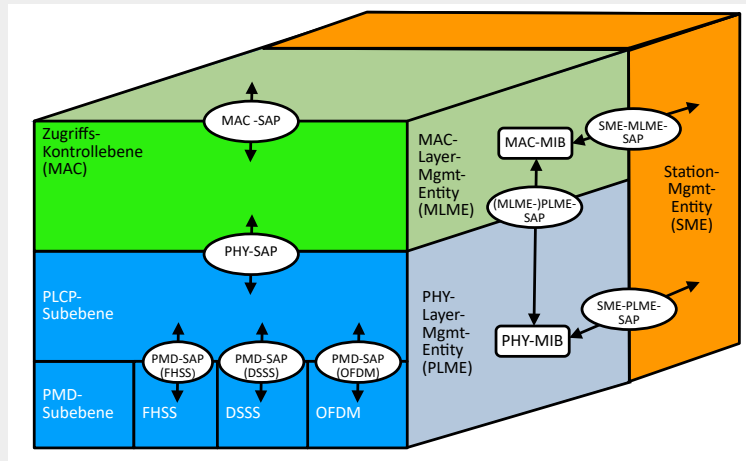 MAC -SAP
Zugriffs-
Kontrollebene
(MAC)
MAC-
Layer-
Mgmt-
Entity
(MLME)
MAC-MIB
SME-MLME-
SAP
Station-
Mgmt-
Entity
(SME)
(MLME-)PLME-
SAP
PHY-SAP
PLCP-
Subebene
PHY-
Layer-
Mgmt-
Entity
(PLME)
SME-PLME-
SAP
PHY-MIB
PMD-SAP
(FHSS)
PMD-SAP
(DSSS)
PMD-SAP
(OFDM)
PMD-
Subebene
FHSS
DSSS
OFDM